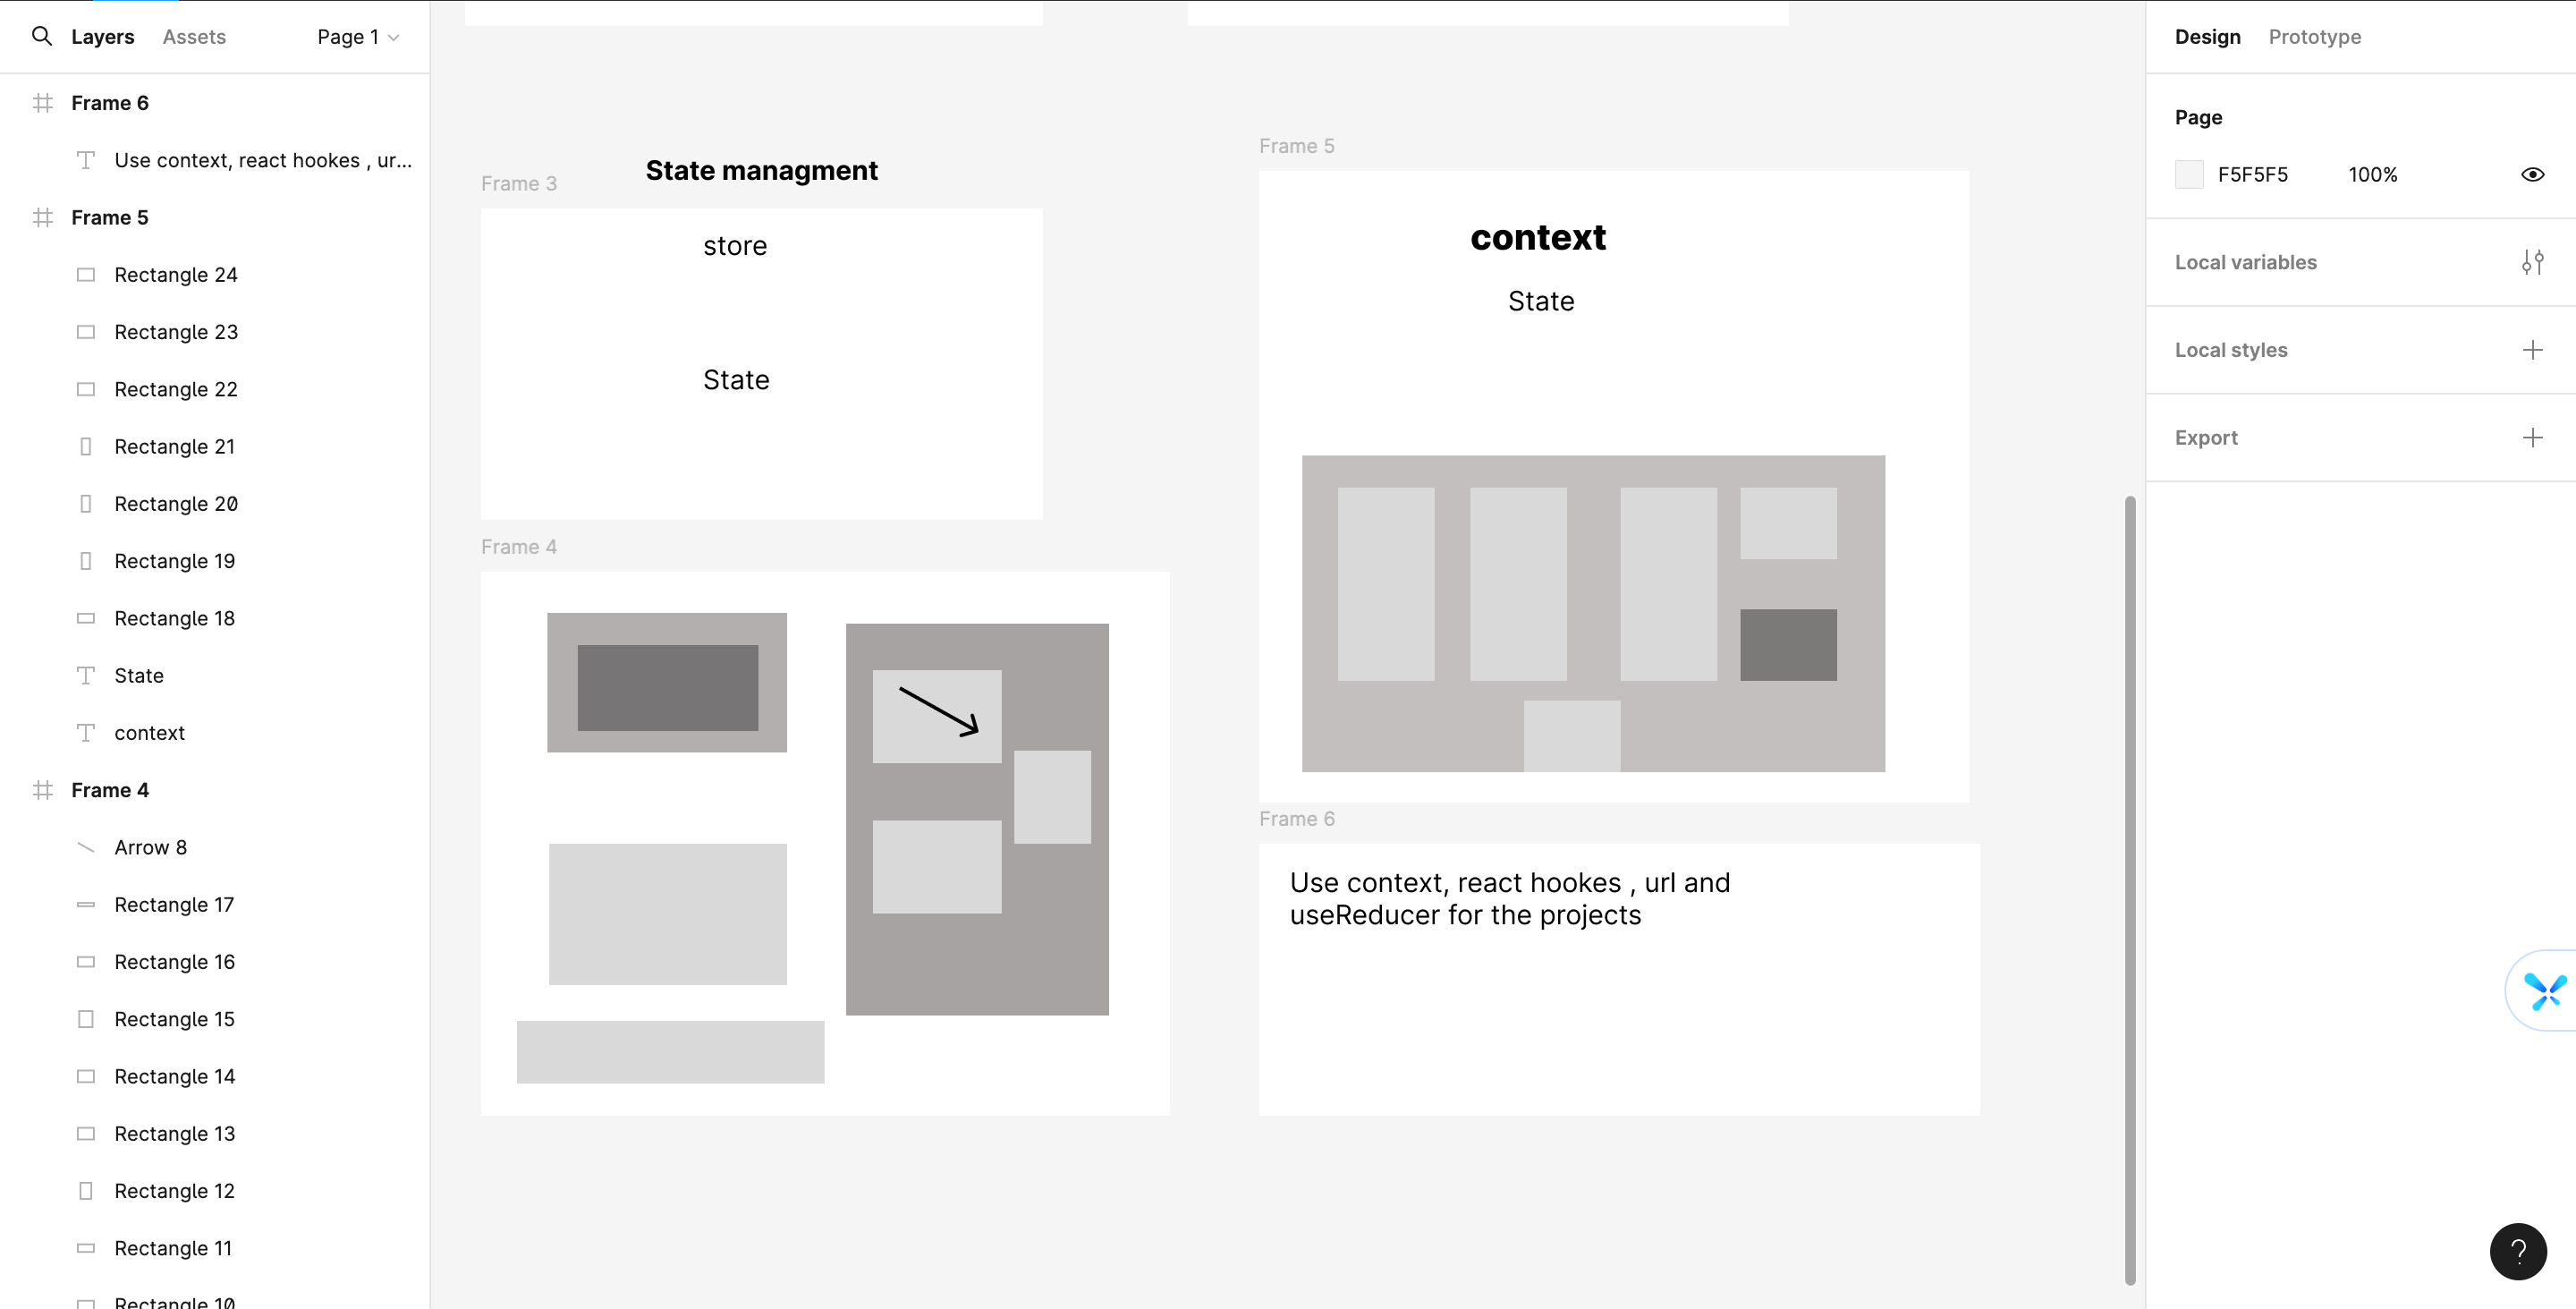 Layers
Assets
Page 1
Frame 6
Use context, react hookes , ur...
Frame 5
Rectangle 24
Rectangle 23
Rectangle 22
Rectangle 21
Rectangle 20
Rectangle 19
Rectangle 18
State
context
Frame 4
Arrow 8
Rectangle 17
Rectangle 16
Rectangle 15
Rectangle 14
Rectangle 13
Rectangle 12
Rectangle 11
Rectangle 10
State managment
Frame 3
store
State
Frame 4
Frame 5
context
State
Frame 6
Use context, react hookes , url and
useReducer for the projects
Design
Prototype
Page
F5F5F5
100%
Local variables
Local styles
Export
?